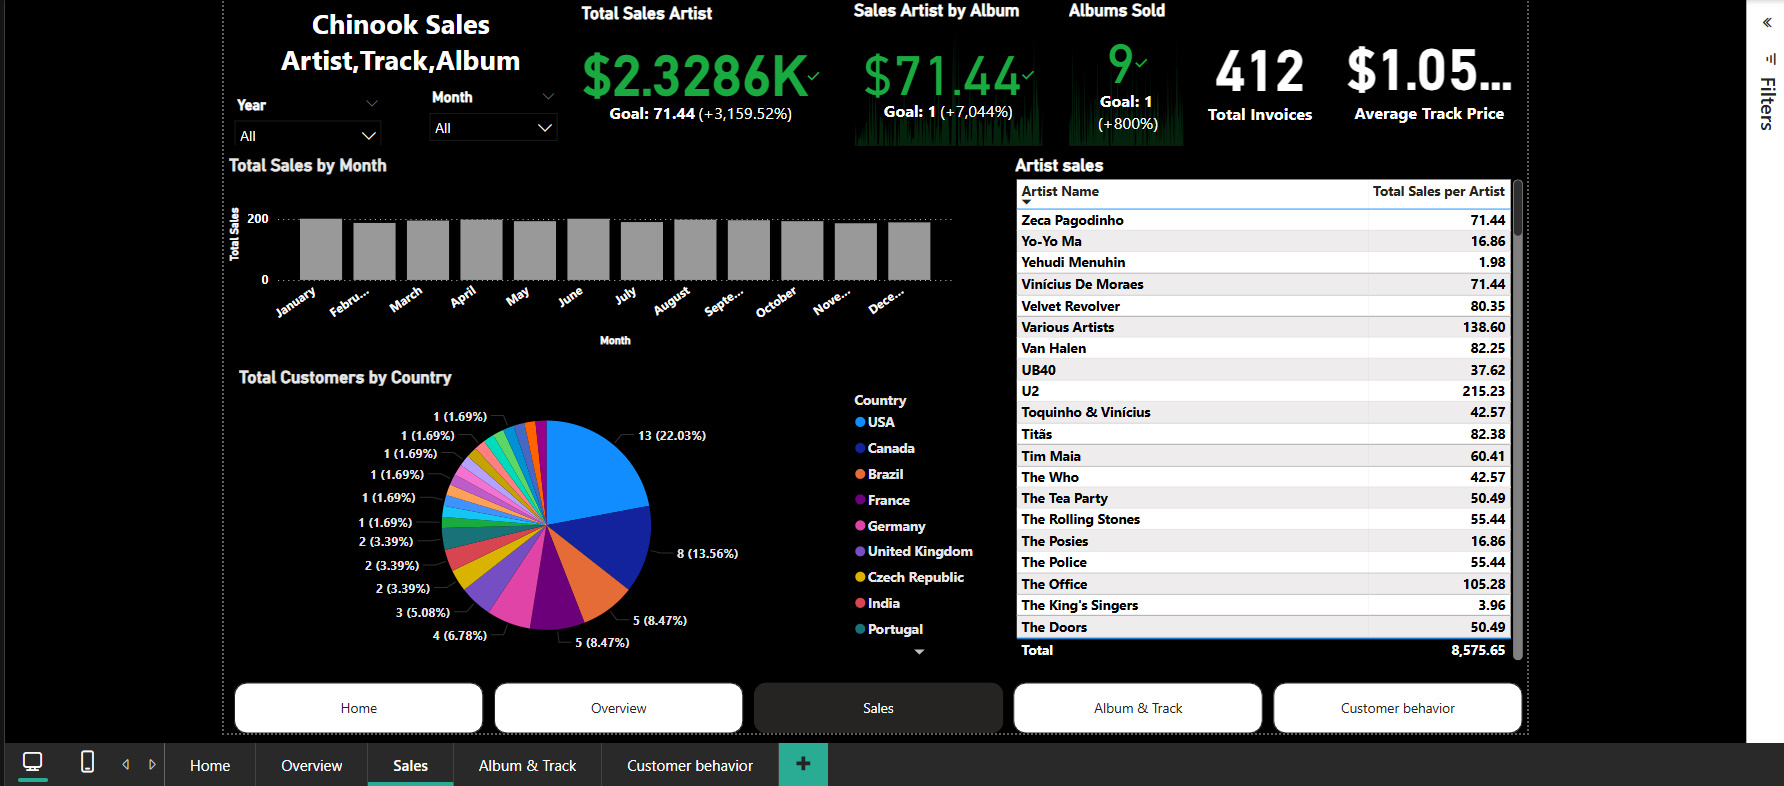 Chinook Sales
Artist,Track,Album
Year
All
Month
All
Total Sales Artist
$2.3286K
Goal: 71.44 (+3,159.52%)
Sales Artist by Album
$71.44
Goal: 1 (+7,044%)
Albums Sold
9
Goal: 1
(+800%)
412
Total Invoices
$1.05...
Average Track Price
Filters
Total Sales by Month
Total Sales
200
0
January
Febru...
March
April
May
June
July
August
Septe...
October
Nove...
Dece...
Month
Artist sales
Artist Name Total Sales per Artist
Zeca Pagodinho 71.44
Yo-Yo Ma 16.86
Yehudi Menuhin 1.98
Vinícius De Moraes 71.44
Velvet Revolver 80.35
Various Artists 138.60
Van Halen 82.25
UB40 37.62
U2 215.23
Toquinho & Vinícius 42.57
Titãs 82.38
Tim Maia 60.41
The Who 42.57
The Tea Party 50.49
The Rolling Stones 55.44
The Posies 16.86
The Police 55.44
The Office 105.28
The King's Singers 3.96
The Doors 50.49
Total 8,575.65
Total Customers by Country
13 (22.03%)
8 (13.56%)
5 (8.47%)
5 (8.47%)
4 (6.78%)
3 (5.08%)
2 (3.39%)
2 (3.39%)
2 (3.39%)
1 (1.69%)
1 (1.69%)
1 (1.69%)
1 (1.69%)
1 (1.69%)
1 (1.69%)
Country
USA
Canada
Brazil
France
Germany
United Kingdom
Czech Republic
India
Portugal
Home
Overview
Sales
Album & Track
Customer behavior
Home
Overview
Sales
Album & Track
Customer behavior